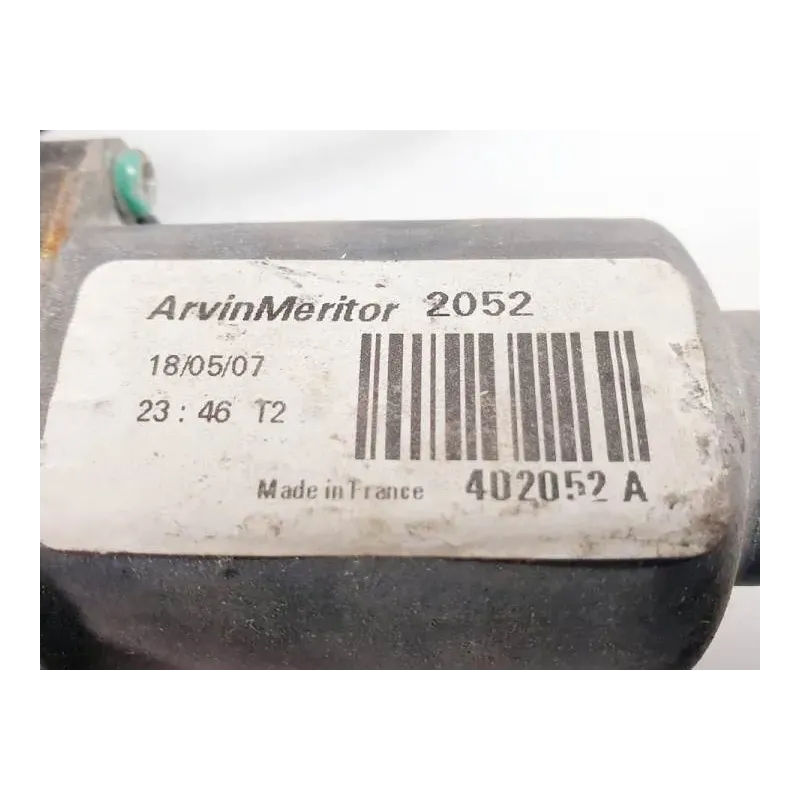 ArvinMeritor 2052
18/05/07
23:46 T2
Made in France 402052 A